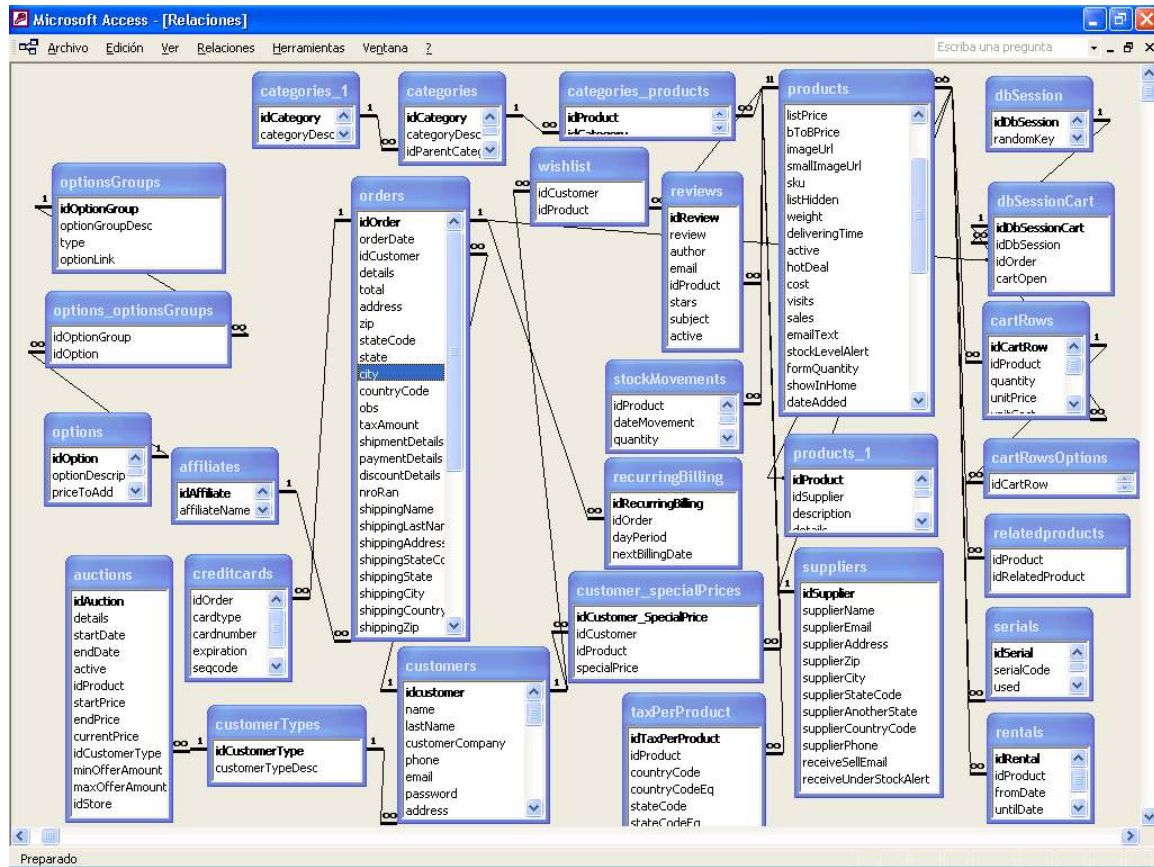 Microsoft Access - [Relaciones]
Archivo Edición Ver Relaciones Herramientas Ventana ?
Escriba una pregunta
categories_1
idCategory
categoryDesc
categories
idCategory
categoryDesc
idParentCateg
categories_products
idProduct
idCategory
products
listPrice
bToBPrice
imageUrl
smallImageUrl
sku
listHidden
weight
deliveringTime
active
hotDeal
cost
visits
sales
emailText
stockLevelAlert
formQuantity
showInHome
dateAdded
dbSession
idDbSession
randomKey
optionsGroups
idOptionGroup
optionGroupDesc
type
optionLink
orders
idOrder
orderDate
idCustomer
details
total
address
zip
stateCode
state
city
countryCode
obs
taxAmount
shipmentDetails
paymentDetails
discountDetails
nroRan
shippingName
shippingLastNar
shippingAddress
shippingStateCo
shippingState
shippingCity
shippingCountry
shippingZip
wishlist
idCustomer
idProduct
reviews
idReview
review
author
email
idProduct
stars
subject
active
dbSessionCart
idDbSessionCart
idDbSession
idOrder
cartOpen
options_optionsGroups
idOptionGroup
idOption
cartRows
idCartRow
idProduct
quantity
unitPrice
unitCost
stockMovements
idProduct
dateMovement
quantity
options
idOption
optionDescrip
priceToAdd
affiliates
idAffiliate
affiliateName
products_1
idProduct
idSupplier
description
details
cartRowsOptions
idCartRow
recurringBilling
idRecurringBilling
idOrder
dayPeriod
nextBillingDate
relatedproducts
idProduct
idRelatedProduct
auctions
idAuction
details
startDate
endDate
active
idProduct
startPrice
endPrice
currentPrice
idCustomerType
minOfferAmount
maxOfferAmount
idStore
creditcards
idOrder
cardtype
cardnumber
expiration
seqcode
customer_specialPrices
idCustomer_SpecialPrice
idCustomer
idProduct
specialPrice
suppliers
idSupplier
supplierName
supplierEmail
supplierAddress
supplierZip
supplierCity
supplierStateCode
supplierAnotherState
supplierCountryCode
supplierPhone
receiveSellEmail
receiveUnderStockAlert
serials
idSerial
serialCode
used
customers
idcustomer
name
lastName
customerCompany
phone
email
password
address
customerTypes
idCustomerType
customerTypeDesc
taxPerProduct
idTaxPerProduct
idProduct
countryCode
countryCodeEq
stateCode
stateCodeEq
rentals
idRental
idProduct
fromDate
untilDate
Preparado